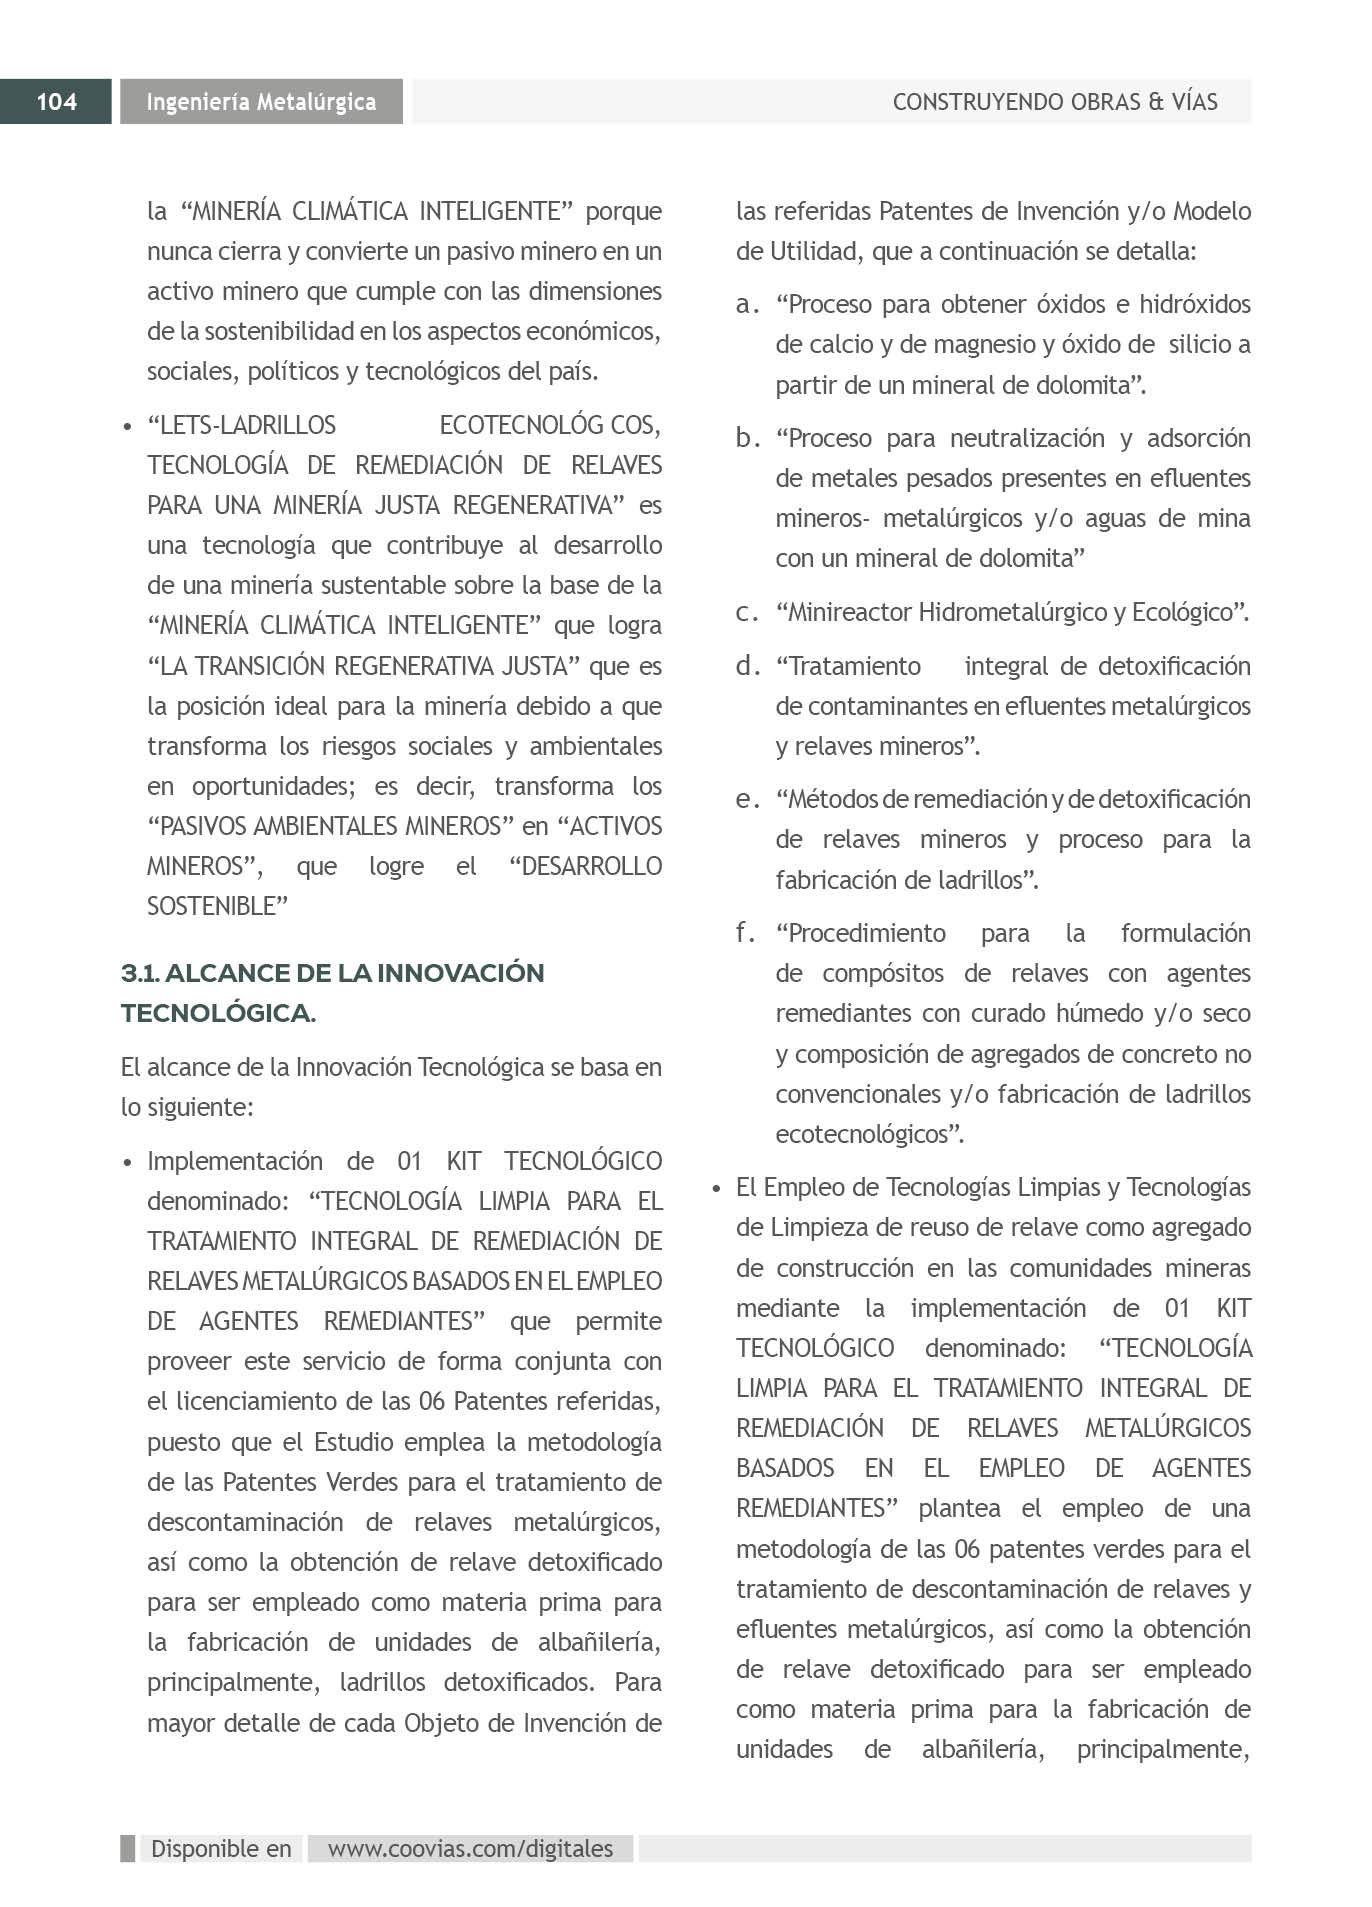 104
Ingeniería Metalúrgica
CONSTRUYENDO OBRAS & VÍAS
la “MINERÍA CLIMÁTICA INTELIGENTE” porque
nunca cierra y convierte un pasivo minero en un
activo minero que cumple con las dimensiones
de la sostenibilidad en los aspectos económicos,
sociales, políticos y tecnológicos del país.
• “LETS-LADRILLOS ECOTECNOLÓG COS,
TECNOLOGÍA DE REMEDIACIÓN DE RELAVES
PARA UNA MINERÍA JUSTA REGENERATIVA” es
una tecnología que contribuye al desarrollo
de una minería sustentable sobre la base de la
“MINERÍA CLIMÁTICA INTELIGENTE” que logra
“LA TRANSICIÓN REGENERATIVA JUSTA” que es
la posición ideal para la minería debido a que
transforma los riesgos sociales y ambientales
en oportunidades; es decir, transforma los
“PASIVOS AMBIENTALES MINEROS” en “ACTIVOS
MINEROS”, que logre el “DESARROLLO
SOSTENIBLE”
3.1. ALCANCE DE LA INNOVACIÓN
TECNOLÓGICA.
El alcance de la Innovación Tecnológica se basa en
lo siguiente:
• Implementación de 01 KIT TECNOLÓGICO
denominado: “TECNOLOGÍA LIMPIA PARA EL
TRATAMIENTO INTEGRAL DE REMEDIACIÓN DE
RELAVES METALÚRGICOS BASADOS EN EL EMPLEO
DE AGENTES REMEDIANTES” que permite
proveer este servicio de forma conjunta con
el licenciamiento de las 06 Patentes referidas,
puesto que el Estudio emplea la metodología
de las Patentes Verdes para el tratamiento de
descontaminación de relaves metalúrgicos,
así como la obtención de relave detoxificado
para ser empleado como materia prima para
la fabricación de unidades de albañilería,
principalmente, ladrillos detoxificados. Para
mayor detalle de cada Objeto de Invención de
las referidas Patentes de Invención y/o Modelo
de Utilidad, que a continuación se detalla:
a. “Proceso para obtener óxidos e hidróxidos
de calcio y de magnesio y óxido de silicio a
partir de un mineral de dolomita”.
b. “Proceso para neutralización y adsorción
de metales pesados presentes en efluentes
mineros- metalúrgicos y/o aguas de mina
con un mineral de dolomita”
c. “Minireactor Hidrometalúrgico y Ecológico”.
d. “Tratamiento integral de detoxificación
de contaminantes en efluentes metalúrgicos
y relaves mineros”.
e. “Métodos de remediación y de detoxificación
de relaves mineros y proceso para la
fabricación de ladrillos”.
f. “Procedimiento para la formulación
de compósitos de relaves con agentes
remediantes con curado húmedo y/o seco
y composición de agregados de concreto no
convencionales y/o fabricación de ladrillos
ecotecnológicos”.
• El Empleo de Tecnologías Limpias y Tecnologías
de Limpieza de reuso de relave como agregado
de construcción en las comunidades mineras
mediante la implementación de 01 KIT
TECNOLÓGICO denominado: “TECNOLOGÍA
LIMPIA PARA EL TRATAMIENTO INTEGRAL DE
REMEDIACIÓN DE RELAVES METALÚRGICOS
BASADOS EN EL EMPLEO DE AGENTES
REMEDIANTES” plantea el empleo de una
metodología de las 06 patentes verdes para el
tratamiento de descontaminación de relaves y
efluentes metalúrgicos, así como la obtención
de relave detoxificado para ser empleado
como materia prima para la fabricación de
unidades de albañilería, principalmente,
Disponible en www.coovias.com/digitales